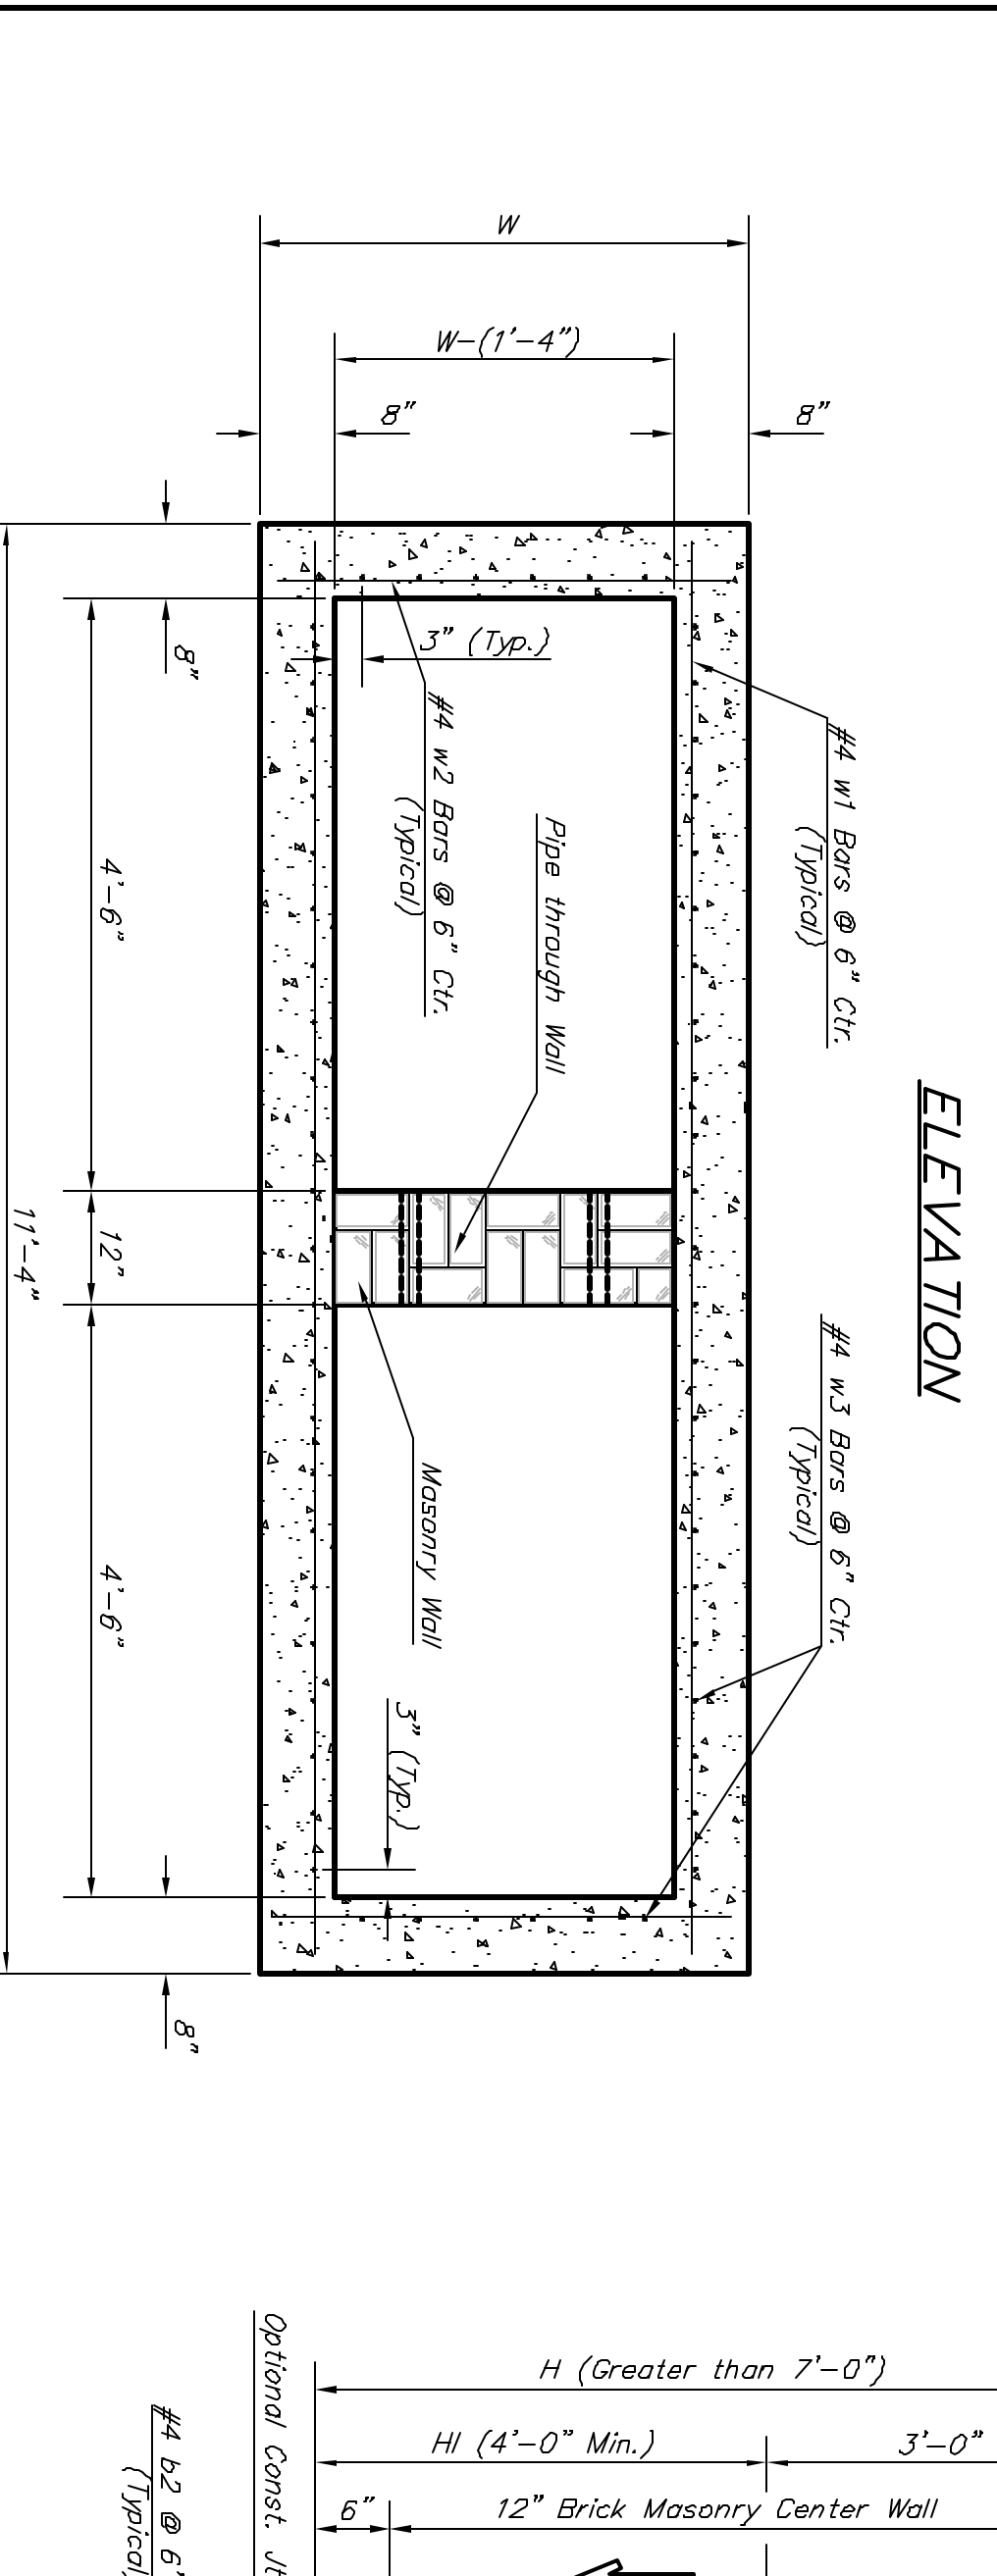 ELEVATION
W
W-(1'-4")
8"
8"
8"
3" (Typ.)
#4 w1 Bars @ 6" Ctr.
(Typical)
#4 w2 Bars @ 6" Ctr.
(Typical)
Pipe through Wall
#4 w3 Bars @ 6" Ctr.
(Typical)
Masonry Wall
3" (Typ.)
4'-6"
12"
4'-6"
8"
11'-4"
H (Greater than 7'-0")
HI (4'-0" Min.)
3'-0"
6"
12" Brick Masonry Center Wall
Optional Const. Jt
#4 b2 @ 6"
(Typical)